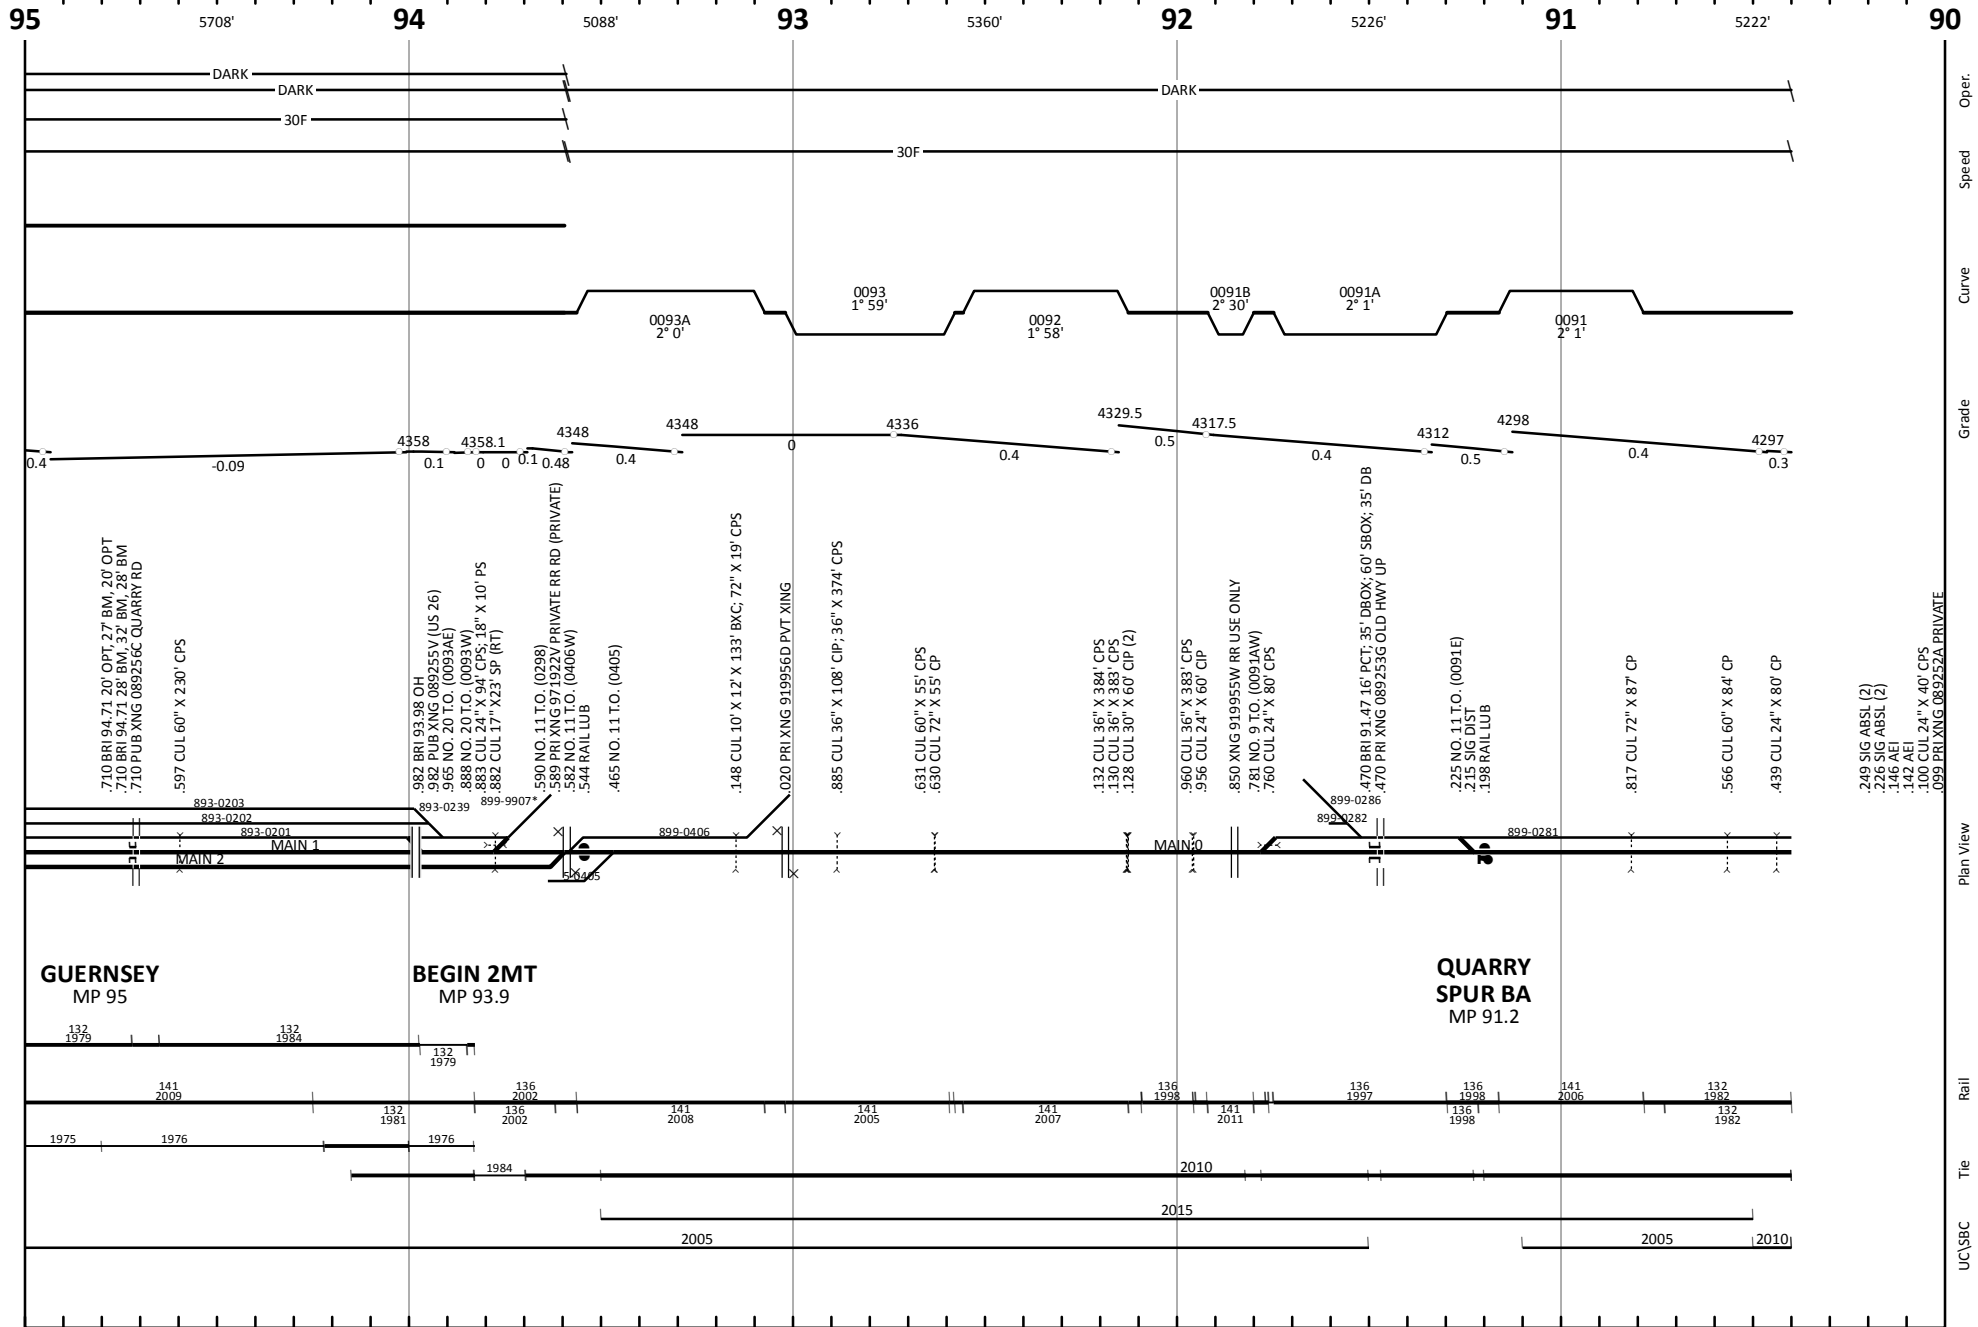 95 5708' 94 5088' 93 5360' 92 5226' 91 5222' 90
DARK
DARK DARK
Oper.
30F
30F
Speed
0093A
2° 0'
0093
1° 59'
0092
1° 58'
0091B
2° 30'
0091A
2° 1'
0091
2° 1'
Curve
4358 4358.1 4348 4348 4336 4329.5 4317.5 4312 4298 4297
0.4 -0.09 0.1 0 0 0.1 0.48 0.4 0 0.4 0.5 0.4 0.5 0.4 0.3
Grade
.710 BRI 94.71 20' OPT, 27' BM, 20' OPT
.710 BRI 94.71 28' BM, 32' BM, 28' BM
.710 PUB XNG 089256C QUARRY RD
.597 CUL 60" X 230' CPS
.982 BRI 93.98 OH
.982 PUB XNG 089255V (US 26)
.965 NO. 20 T.O. (0093AE)
.888 NO. 20 T.O. (0093W)
.883 CUL 24" X 94' CPS; 18" X 10' PS
.882 CUL 17" X23' SP (RT)
.590 NO. 11 T.O. (0298)
.589 PRI XNG 971922V PRIVATE RR RD (PRIVATE)
.582 NO. 11 T.O. (0406W)
.544 RAIL LUB
.465 NO. 11 T.O. (0405)
.148 CUL 10' X 12' X 133' BXC; 72" X 19' CPS
.020 PRI XNG 919956D PVT XING
.885 CUL 36" X 108' CIP; 36" X 374' CPS
.631 CUL 60" X 55' CPS
.630 CUL 72" X 55' CP
.132 CUL 36" X 384' CPS
.130 CUL 36" X 383' CPS
.128 CUL 30" X 60' CIP (2)
.960 CUL 36" X 383' CPS
.956 CUL 24" X 60' CIP
.850 XNG 919955W RR USE ONLY
.781 NO. 9 T.O. (0091AW)
.760 CUL 24" X 80' CPS
.470 BRI 91.47 16' PCT; 35' DBOX; 60' SBOX; 35' DB
.470 PRI XNG 089253G OLD HWY UP
.225 NO. 11 T.O. (0091E)
.215 SIG DIST
.198 RAIL LUB
.817 CUL 72" X 87' CP
.566 CUL 60" X 84' CP
.439 CUL 24" X 80' CP
.249 SIG ABSL (2)
.226 SIG ABSL (2)
.146 AEI
.142 AEI
.100 CUL 24" X 40' CPS
.099 PRI XNG 089252A PRIVATE
893-0203 893-0239 899-9907* 899-0286
893-0202 899-0282
893-0201 899-0406 899-0281
MAIN 1 MAIN 0
MAIN 2
5-0405
Plan View
GUERNSEY
MP 95
BEGIN 2MT
MP 93.9
QUARRY
SPUR BA
MP 91.2
132
1979
132
1984
132
1979
141
2009
132
1981
136
2002
136
2002
141
2008
141
2005
141
2007
136
1998
141
2011
136
1997
136
1998
136
1998
141
2006
132
1982
132
1982
Rail
1975 1976 1976
1984 2010
Tie
2015
2005 2005 2010
UC\SBC